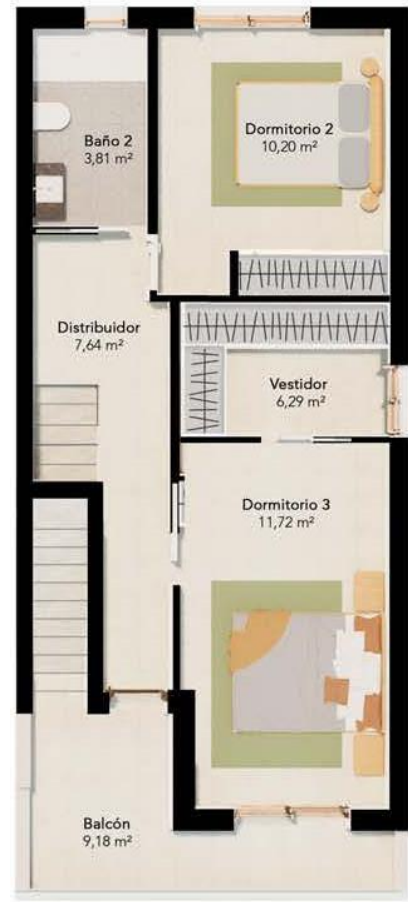 Baño 2
3,81 m²
Dormitorio 2
10,20 m²
Distribuidor
7,64 m²
Vestidor
6,29 m²
Dormitorio 3
11,72 m²
Balcón
9,18 m²